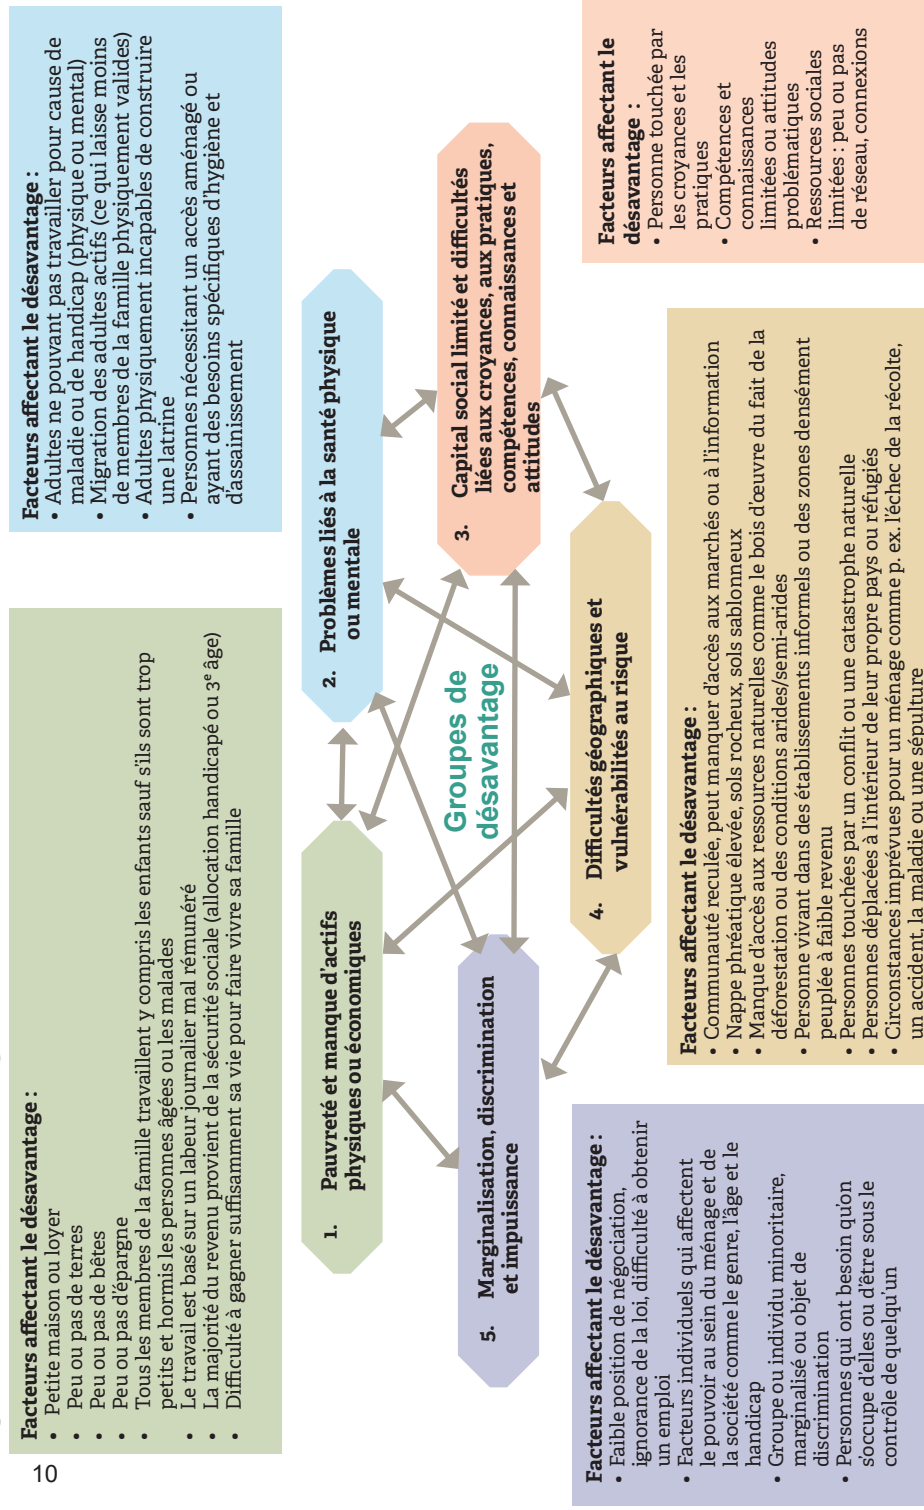 Facteurs affectant le désavantage :
• Petite maison ou loyer
• Peu ou pas de terres
• Peu ou pas de bêtes
• Peu ou pas d'épargne
• Tous les membres de la famille travaillent y compris les enfants sauf s'ils sont trop
petits et hormis les personnes âgées ou les malades
• Le travail est basé sur un labeur journalier mal rémunéré
• La majorité du revenu provient de la sécurité sociale (allocation handicapé ou 3e âge)
• Difficulté à gagner suffisamment sa vie pour faire vivre sa famille
Facteurs affectant le désavantage :
• Adultes ne pouvant pas travailler pour cause de
maladie ou de handicap (physique ou mental)
• Migration des adultes actifs (ce qui laisse moins
de membres de la famille physiquement valides)
• Adultes physiquement incapables de construire
une latrine
• Personnes nécessitant un accès aménagé ou
ayant des besoins spécifiques d'hygiène et
d'assainissement
1. Pauvreté et manque d'actifs
physiques ou économiques
2. Problèmes liés à la santé physique
ou mentale
Groupes de
désavantage
5. Marginalisation, discrimination
et impuissance
3. Capital social limité et difficultés
liées aux croyances, aux pratiques,
compétences, connaissances et
attitudes
4. Difficultés géographiques et
vulnérabilités au risque
Facteurs affectant le désavantage :
• Faible position de négociation,
ignorance de la loi, difficulté à obtenir
un emploi
• Facteurs individuels qui affectent
le pouvoir au sein du ménage et de
la société comme le genre, l'âge et le
handicap
• Groupe ou individu minoritaire,
marginalisé ou objet de
discrimination
• Personnes qui ont besoin qu'on
s'occupe d'elles ou d'être sous le
contrôle de quelqu'un
Facteurs affectant le désavantage :
• Communauté reculée, peut manquer d'accès aux marchés ou à l'information
• Nappe phréatique élevée, sols rocheux, sols sablonneux
• Manque d'accès aux ressources naturelles comme le bois d'œuvre du fait de la
déforestation ou des conditions arides/semi-arides
• Personne vivant dans des établissements informels ou des zones densément
peuplée à faible revenu
• Personnes touchées par un conflit ou une catastrophe naturelle
• Personnes déplacées à l'intérieur de leur propre pays ou réfugiés
• Circonstances imprévues pour un ménage comme p. ex. l'échec de la récolte,
un accident, la maladie ou une sépulture
Facteurs affectant le
désavantage :
• Personne touchée par
les croyances et les
pratiques
• Compétences et
connaissances
limitées ou attitudes
problématiques
• Ressources sociales
limitées : peu ou pas
de réseau, connexions
10